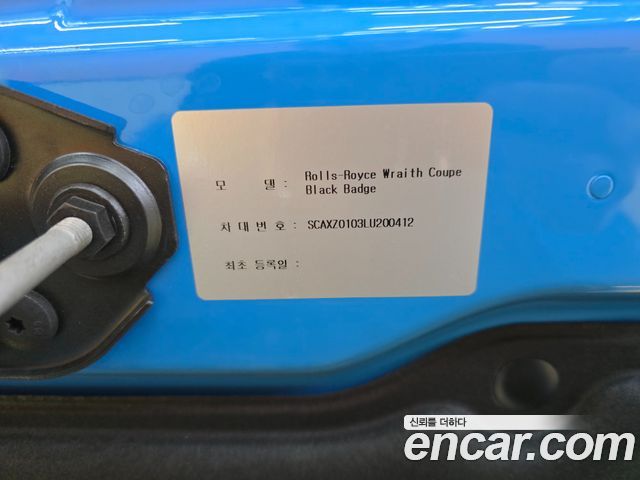 모 델 : Rolls-Royce Wraith Coupe
Black Badge
차 대 번 호 : SCAXZ0103LU200412
최초 등록일 :
신뢰를 더하다
encar.com